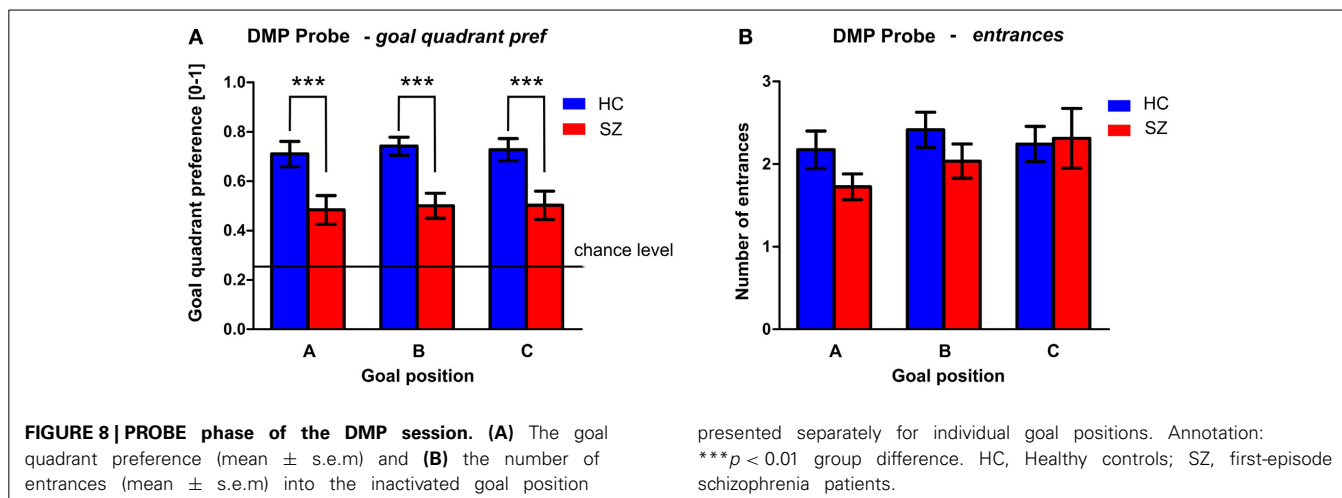 A DMP Probe - goal quadrant pref
Goal quadrant preference [0-1]
1.0
0.8
0.6
0.4
0.2
0.0
*** *** ***
HC
SZ
chance level
A B C
Goal position
B DMP Probe - entrances
Number of entrances
3
2
1
0
HC
SZ
A B C
Goal position
FIGURE 8 | PROBE phase of the DMP session. (A) The goal
quadrant preference (mean ± s.e.m) and (B) the number of
entrances (mean ± s.e.m) into the inactivated goal position
presented separately for individual goal positions. Annotation:
***p < 0.01 group difference. HC, Healthy controls; SZ, first-episode
schizophrenia patients.